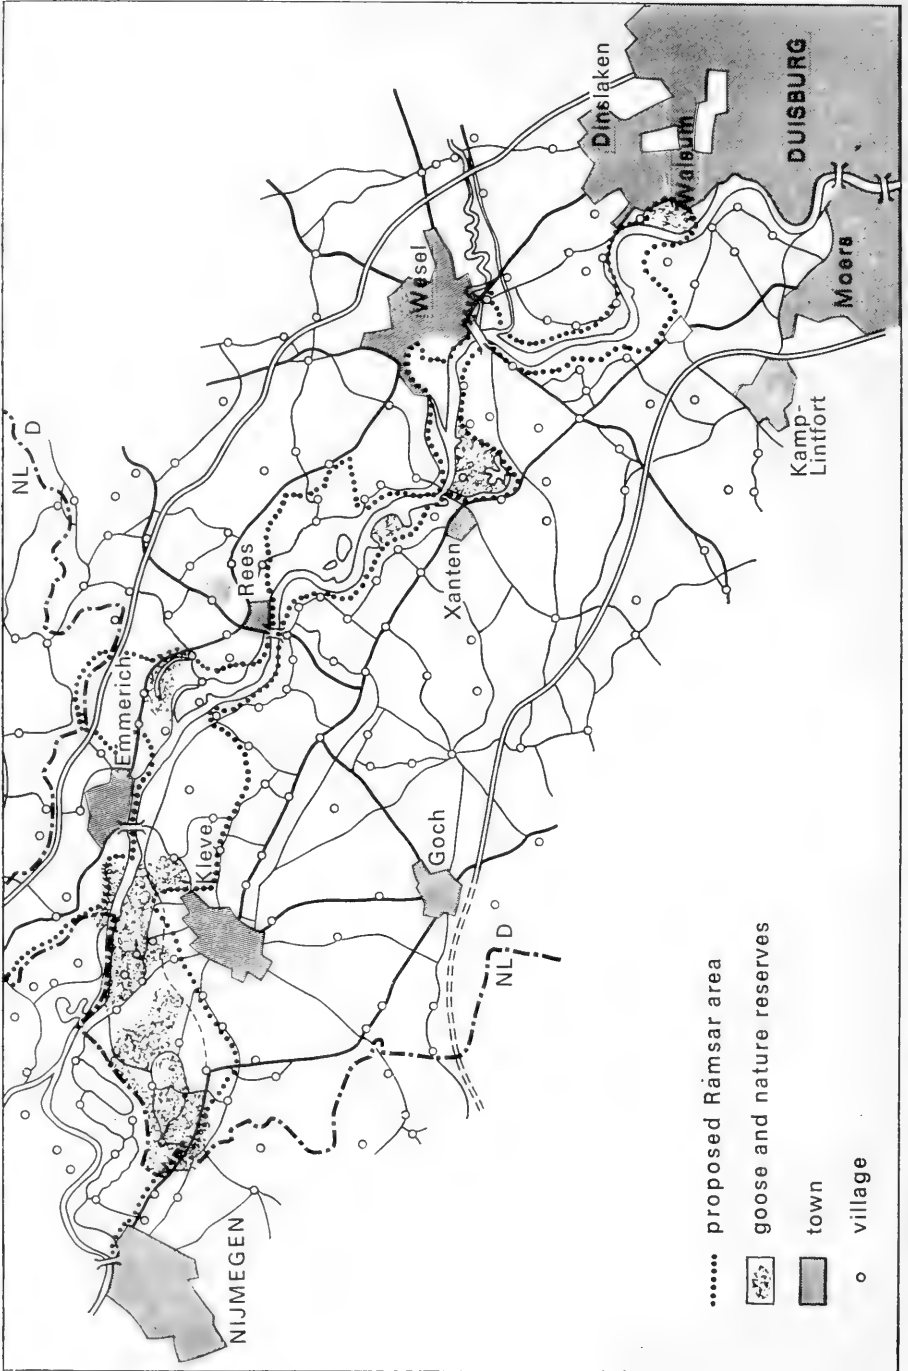 NIJMEGEN
Kleve
Emmerich
NL
D
Rees
Goch
NL
D
Xanten
Wesel
Kamp-
Lintfort
Dinslaken
Walsum
DUISBURG
Moers
proposed Ramsar area
goose and nature reserves
town
village